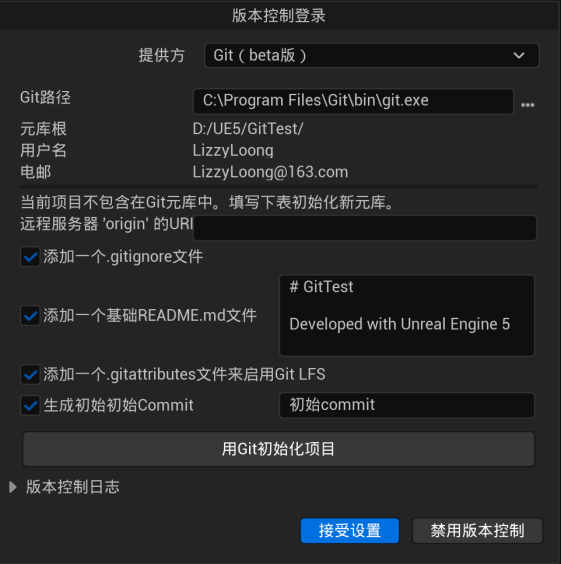 版本控制登录
提供方 Git（beta版）
Git路径 C:\Program Files\Git\bin\git.exe ...
元库根 D:/UE5/GitTest/
用户名 LizzyLoong
电邮 LizzyLoong@163.com
当前项目不包含在Git元库中。填写下表初始化新元库。
远程服务器 'origin' 的URI
添加一个.gitignore文件
添加一个基础README.md文件
# GitTest
Developed with Unreal Engine 5
添加一个.gitattributes文件来启用Git LFS
生成初始初始Commit 初始commit
用Git初始化项目
版本控制日志
接受设置 禁用版本控制